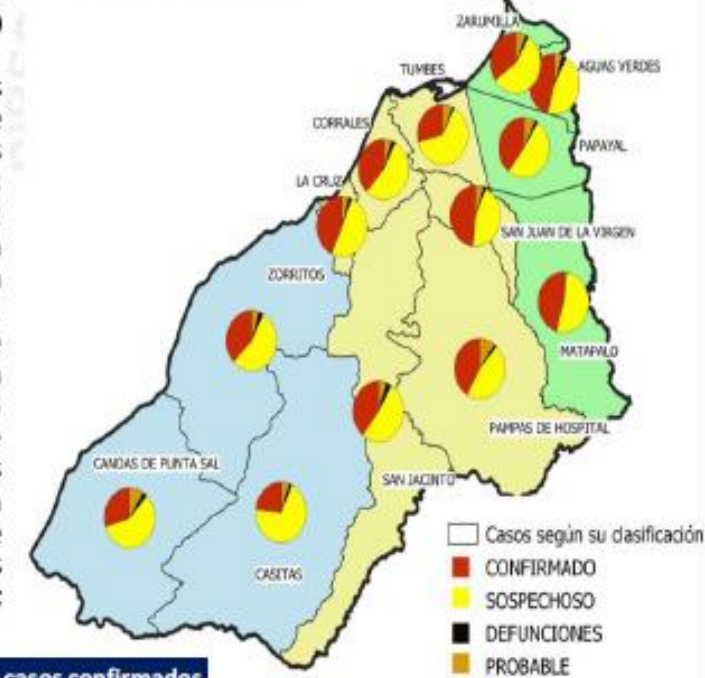 ZARUMILLA
AGUAS VERDES
TUMBES
CORRALES
PAPAYAL
LA CRUZ
SAN JUAN DE LA VIRGEN
ZORRITOS
MATAPALO
PAMPAS DE HOSPITAL
CANOAS DE PUNTA SAL
SAN JACINTO
CASITAS
Casos según su clasificación
CONFIRMADO
SOSPECHOSO
DEFUNCIONES
PROBABLE
casos confirmados